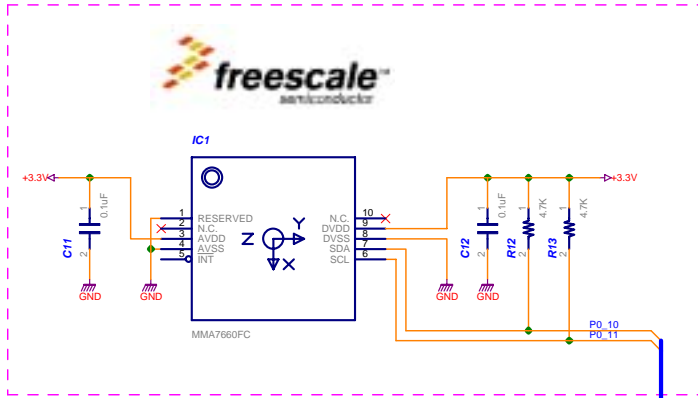 freescale™
semiconductor
IC1
+3.3V
+3.3V
1
0.1uF
C11
2
GND
GND
1 RESERVED
2 N.C.
3 AVDD
4 AVSS
5 INT
N.C. 10
DVDD 9
DVSS 8
SDA 7
SCL 6
Z
Y
X
MMA7660FC
GND
1
0.1uF
C12
2
GND
1
4.7K
R12
2
1
4.7K
R13
2
P0_10
P0_11